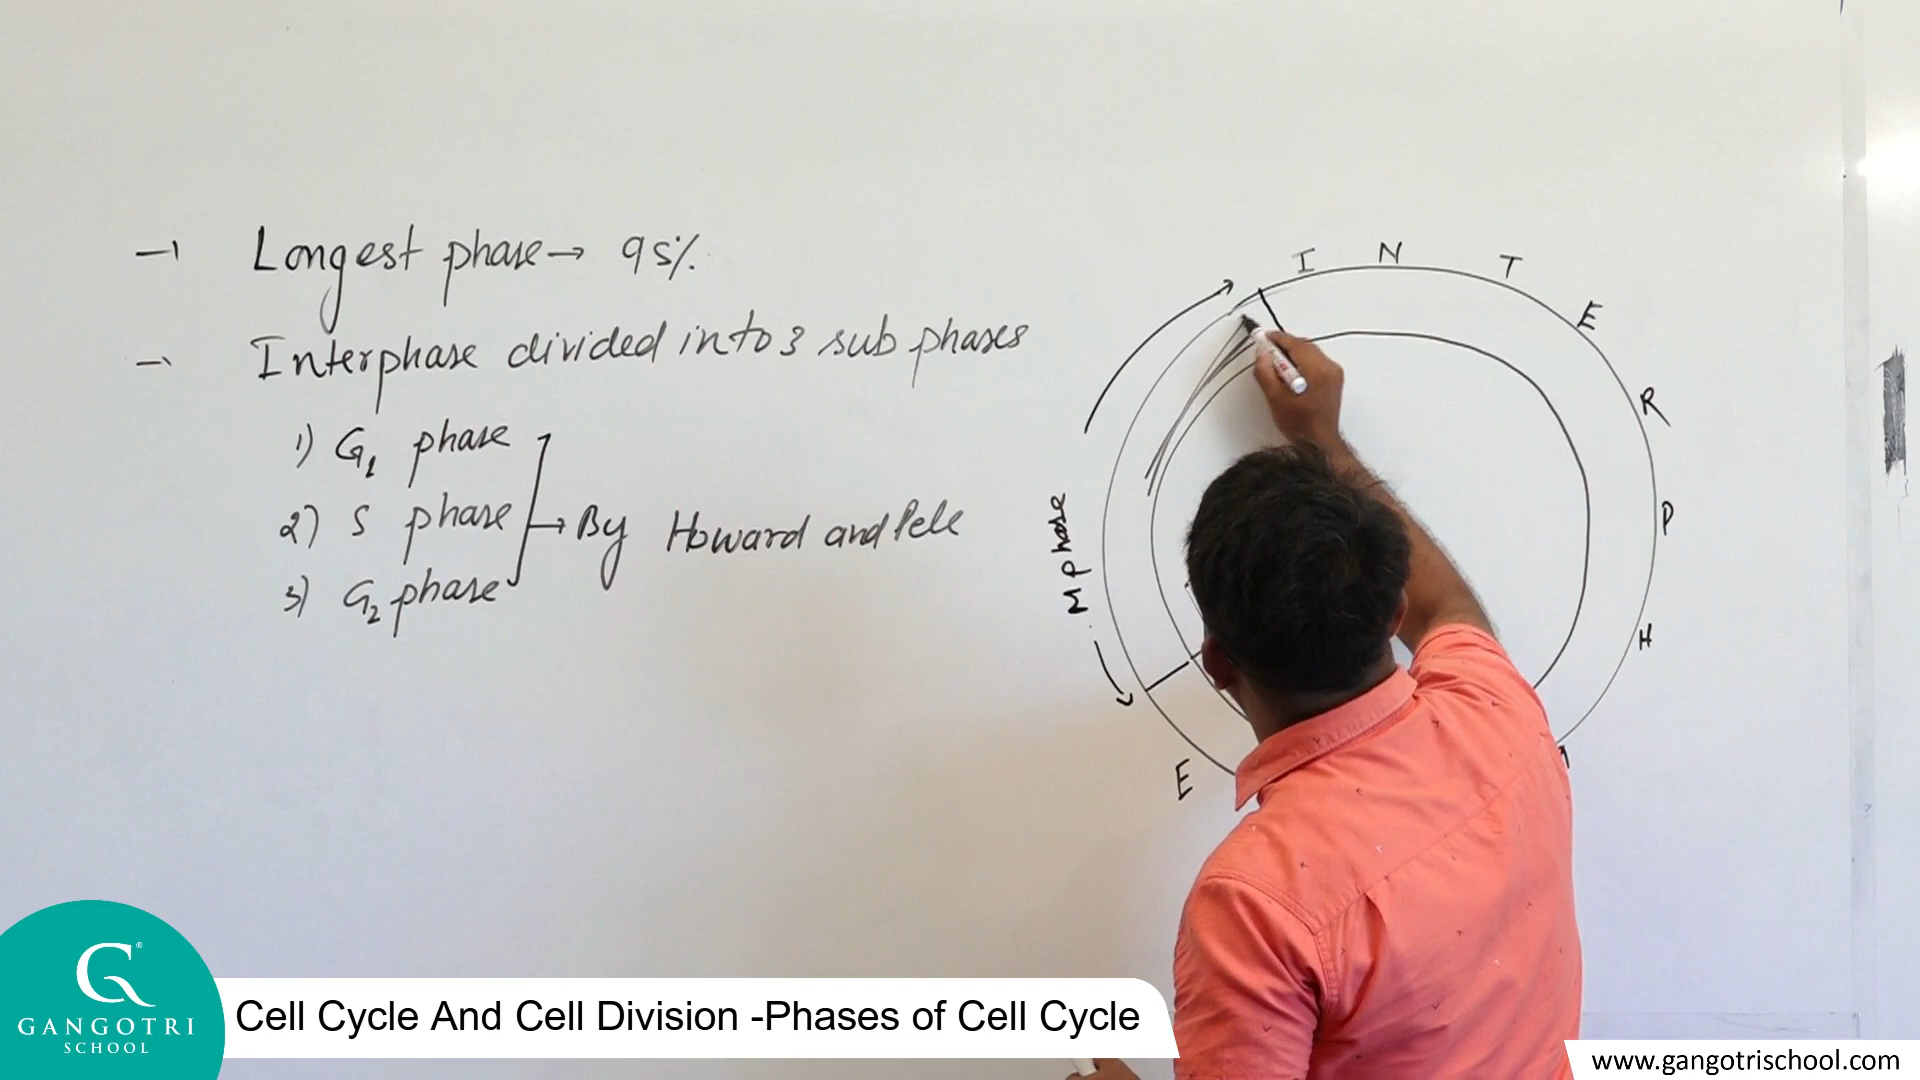 Longest phase → 95%.
Interphase divided into 3 sub phases
1) G1 phase
2) S phase
3) G2 phase
→ By Howard and Pele
I N T E R P H
E
M phase
G®
GANGOTRI
SCHOOL
Cell Cycle And Cell Division -Phases of Cell Cycle
www.gangotrischool.com